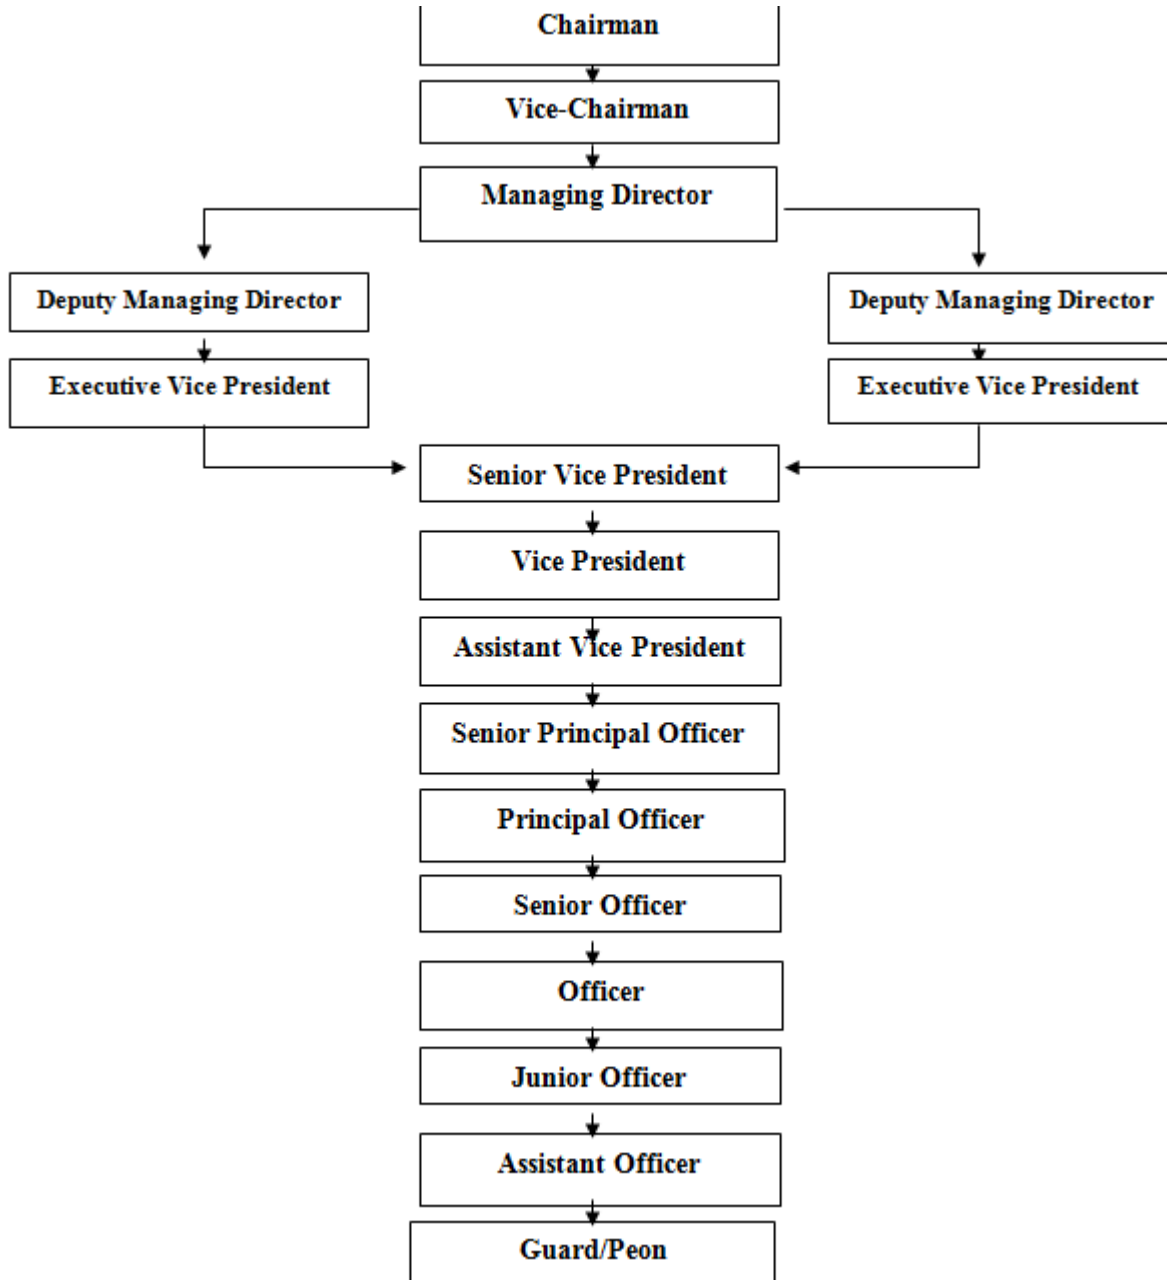 Chairman
Vice-Chairman
Managing Director
Deputy Managing Director
Deputy Managing Director
Executive Vice President
Executive Vice President
Senior Vice President
Vice President
Assistant Vice President
Senior Principal Officer
Principal Officer
Senior Officer
Officer
Junior Officer
Assistant Officer
Guard/Peon